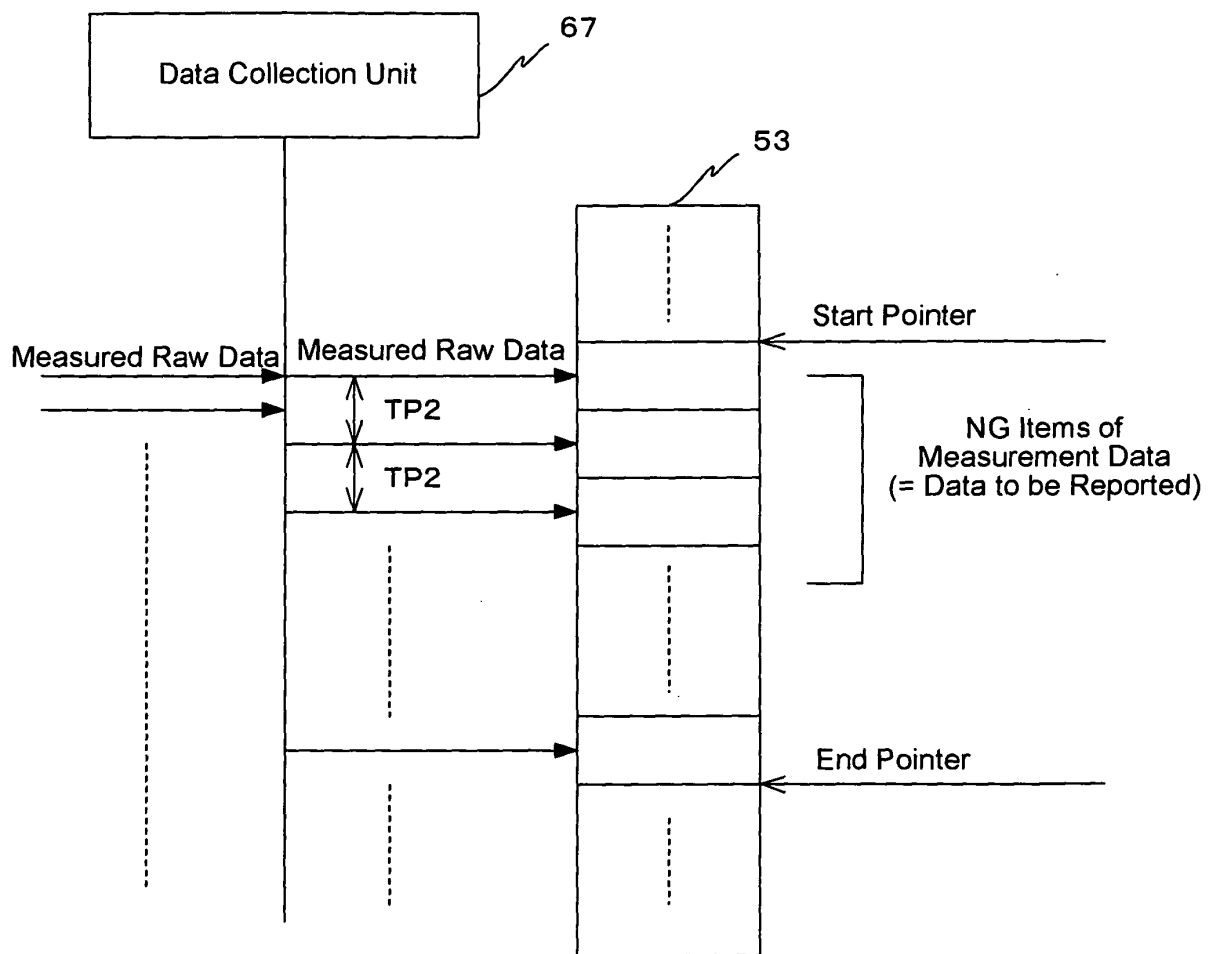 67
Data Collection Unit
53
Start Pointer
Measured Raw Data
Measured Raw Data
TP2
NG Items of
Measurement Data
(= Data to be Reported)
TP2
End Pointer